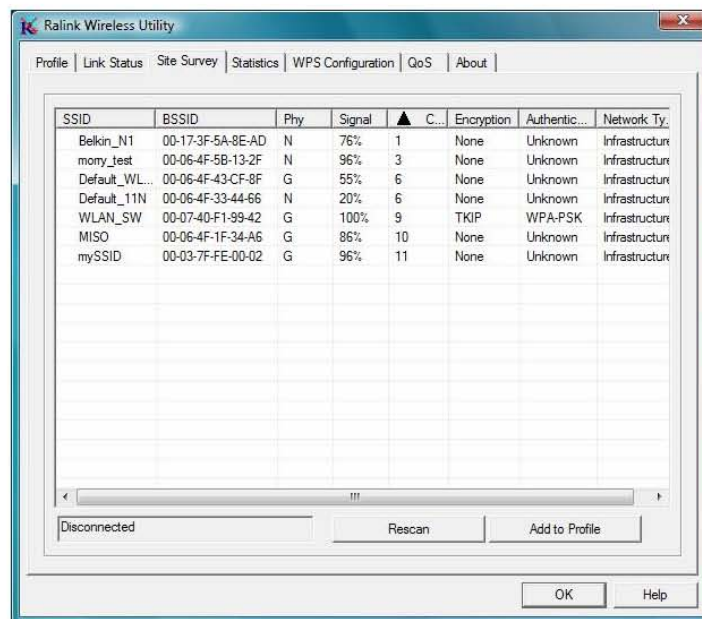 Ralink Wireless Utility
Profile Link Status Site Survey Statistics WPS Configuration QoS About
SSID BSSID Phy Signal C... Encryption Authentic... Network Ty.
Belkin_N1 00-17-3F-5A-8E-AD N 76% 1 None Unknown Infrastructure
morry_test 00-06-4F-5B-13-2F N 96% 3 None Unknown Infrastructure
Default_WL... 00-06-4F-43-CF-8F G 55% 6 None Unknown Infrastructure
Default_11N 00-06-4F-33-44-66 N 20% 6 None Unknown Infrastructure
WLAN_SW 00-07-40-F1-99-42 G 100% 9 TKIP WPA-PSK Infrastructure
MISO 00-06-4F-1F-34-A6 G 86% 10 None Unknown Infrastructure
mySSID 00-03-7F-FE-00-02 G 96% 11 None Unknown Infrastructure
Disconnected Rescan Add to Profile
OK Help